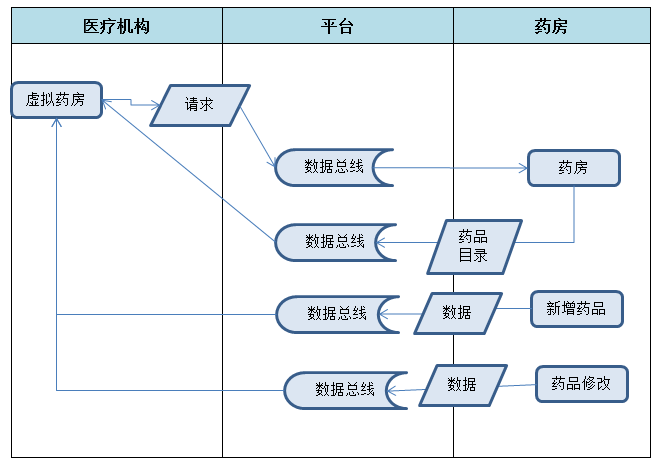 医疗机构
平台
药房
虚拟药房
请求
数据总线
药房
数据总线
药品
目录
数据总线
数据
新增药品
数据总线
数据
药品修改